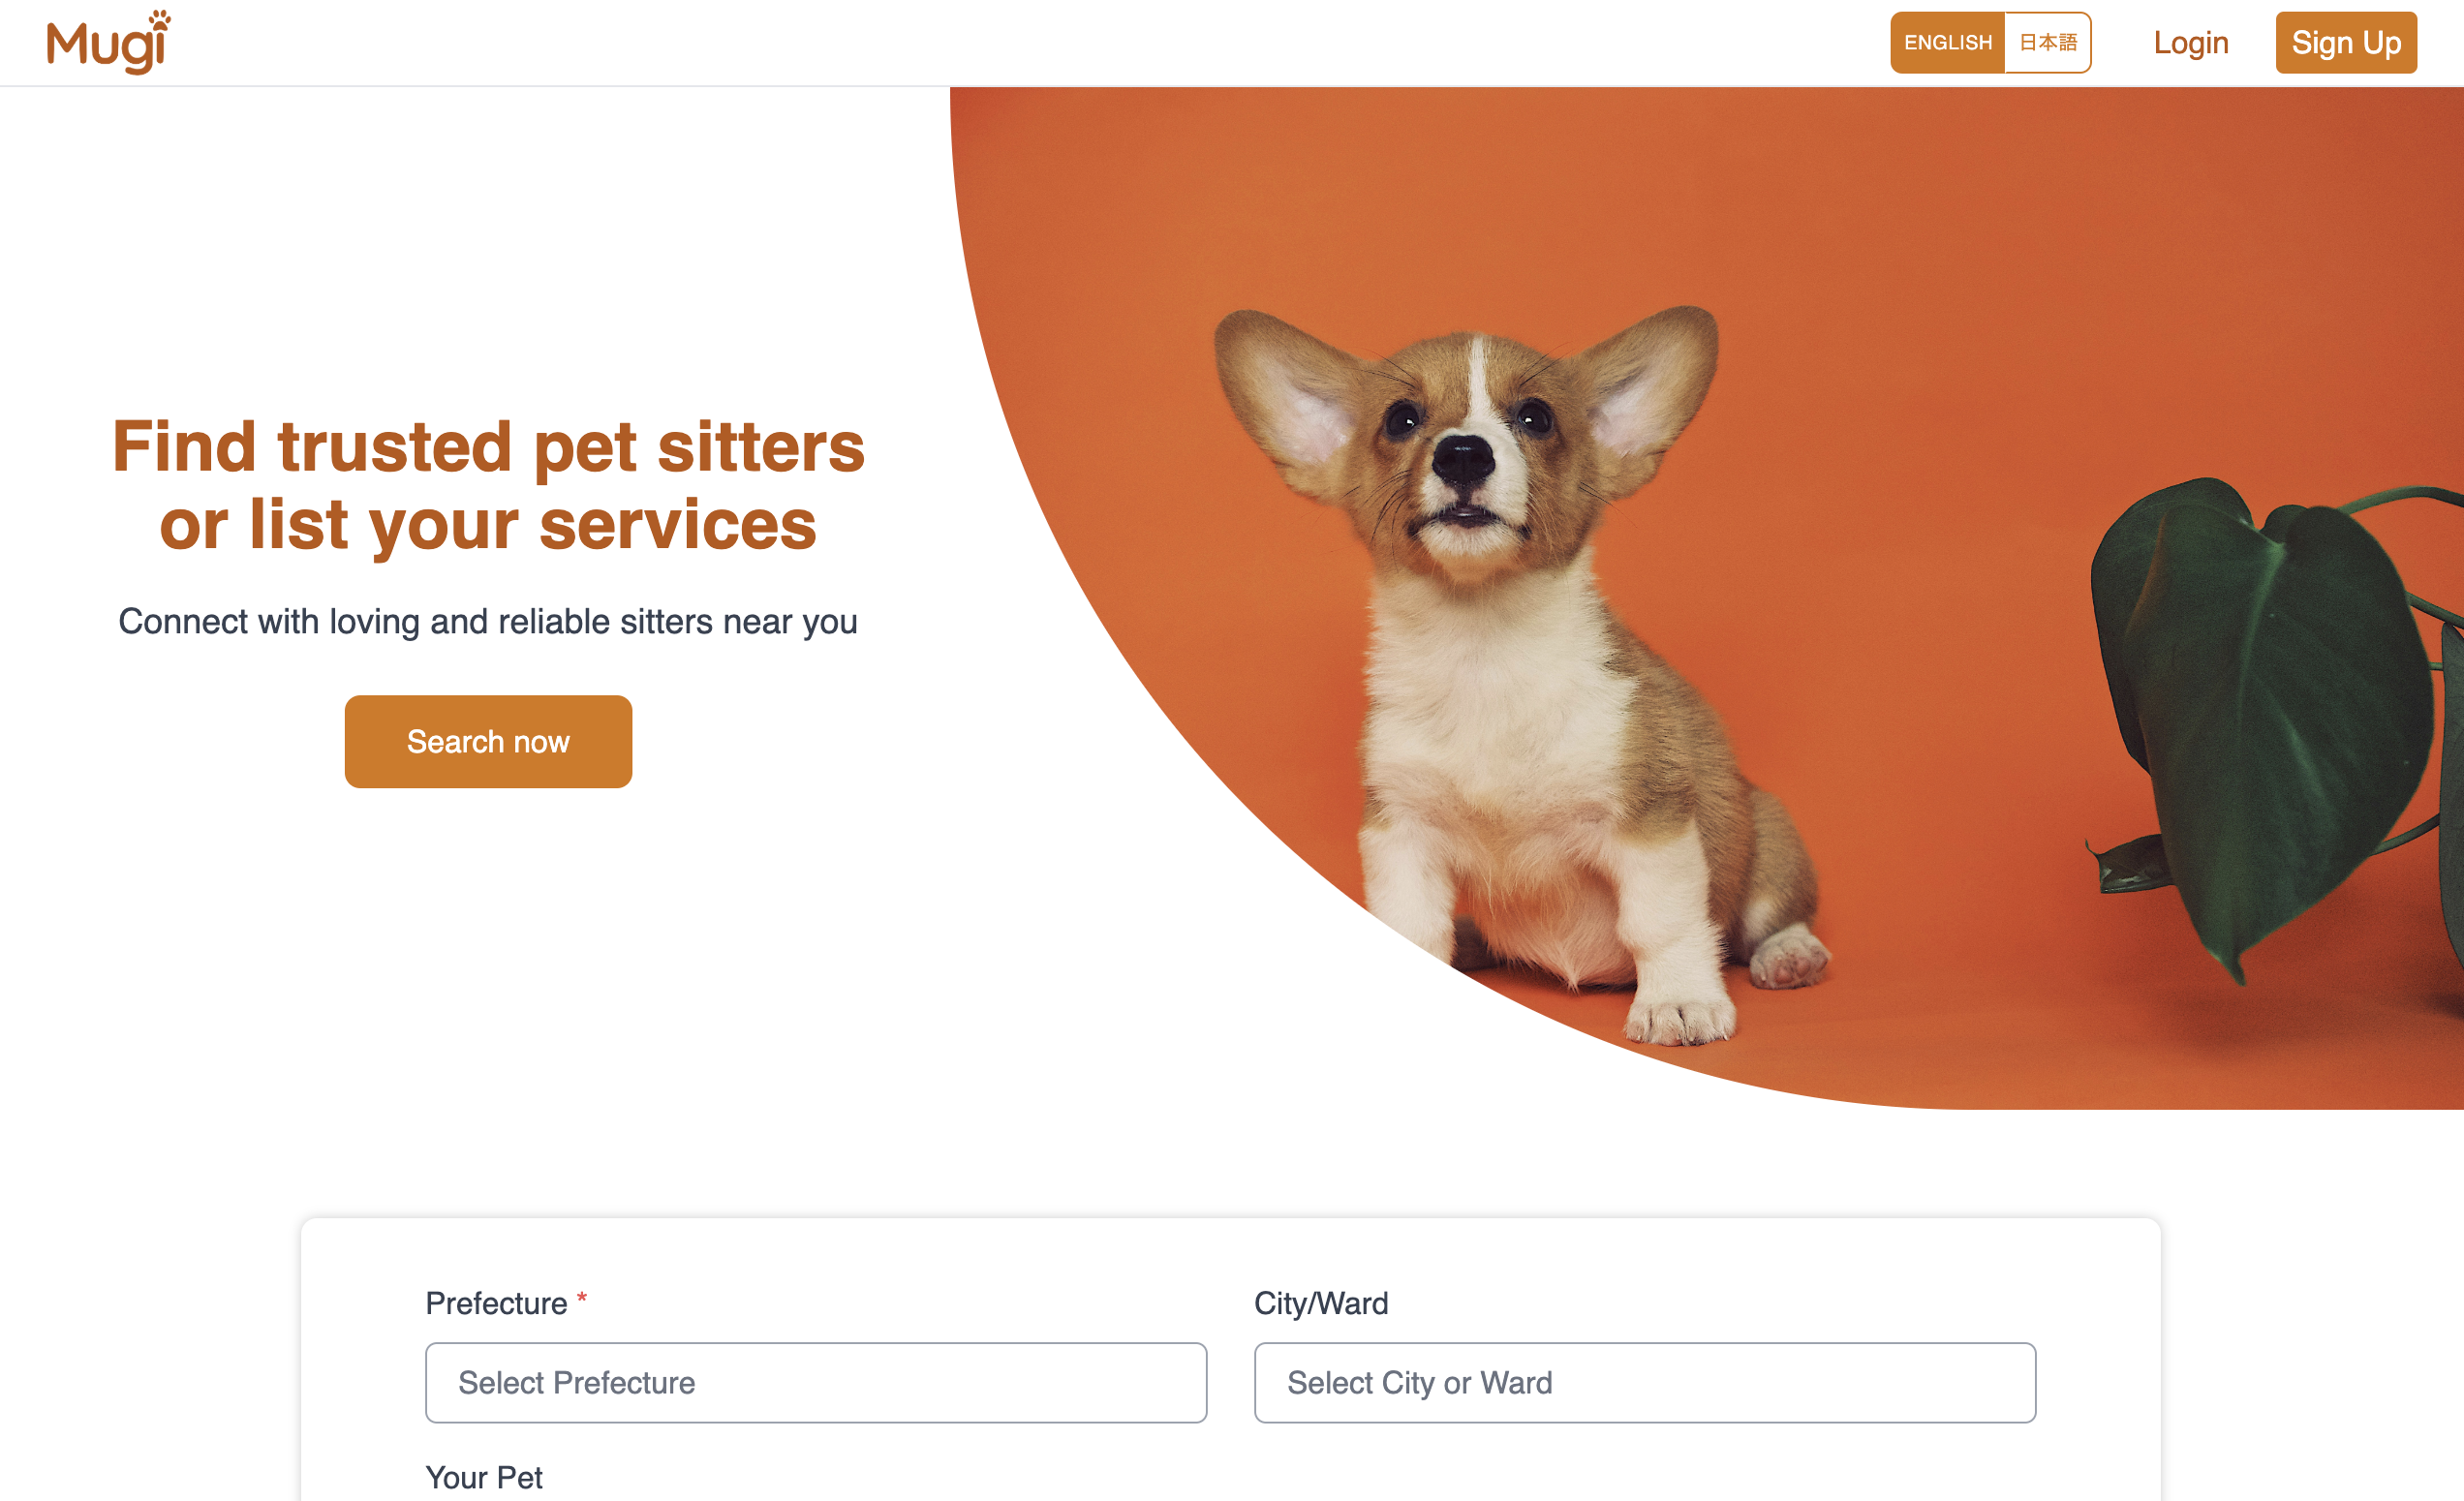 Mugi
ENGLISH
日本語
Login
Sign Up
Find trusted pet sitters
or list your services
Connect with loving and reliable sitters near you
Search now
Prefecture *
City/Ward
Select Prefecture
Select City or Ward
Your Pet